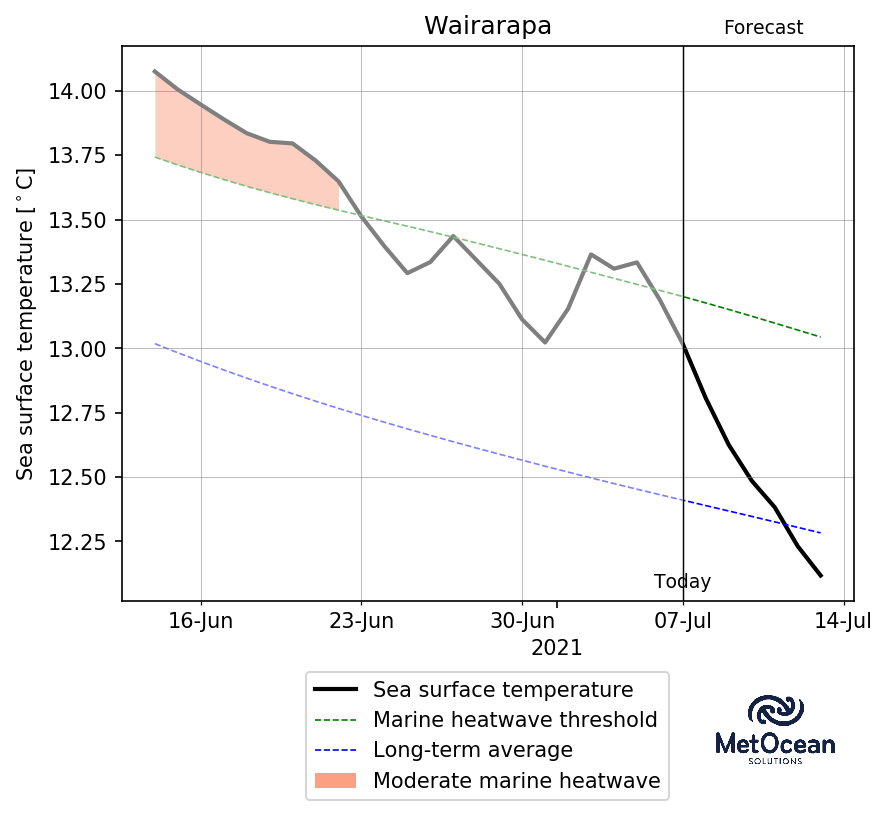 Wairarapa
Forecast
Sea surface temperature [°C]
14.00
13.75
13.50
13.25
13.00
12.75
12.50
12.25
Today
16-Jun 23-Jun 30-Jun 07-Jul 14-Jul
2021
Sea surface temperature
Marine heatwave threshold
Long-term average
Moderate marine heatwave
MetOcean
SOLUTIONS